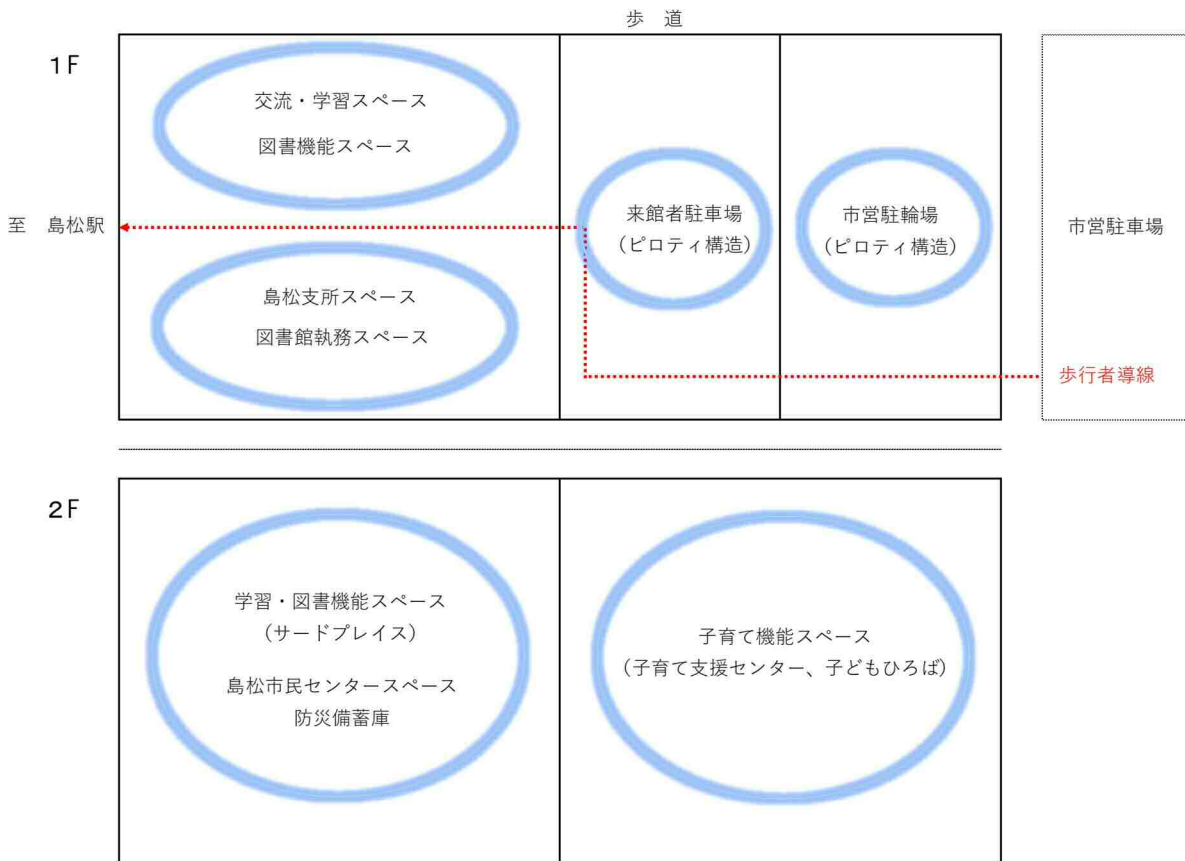 歩　道
1F
交流・学習スペース
図書機能スペース
至　島松駅
島松支所スペース
図書館執務スペース
来館者駐車場
（ピロティ構造）
市営駐輪場
（ピロティ構造）
市営駐車場
歩行者導線
2F
学習・図書機能スペース
（サードプレイス）
島松市民センタースペース
防災備蓄庫
子育て機能スペース
（子育て支援センター、子どもひろば）